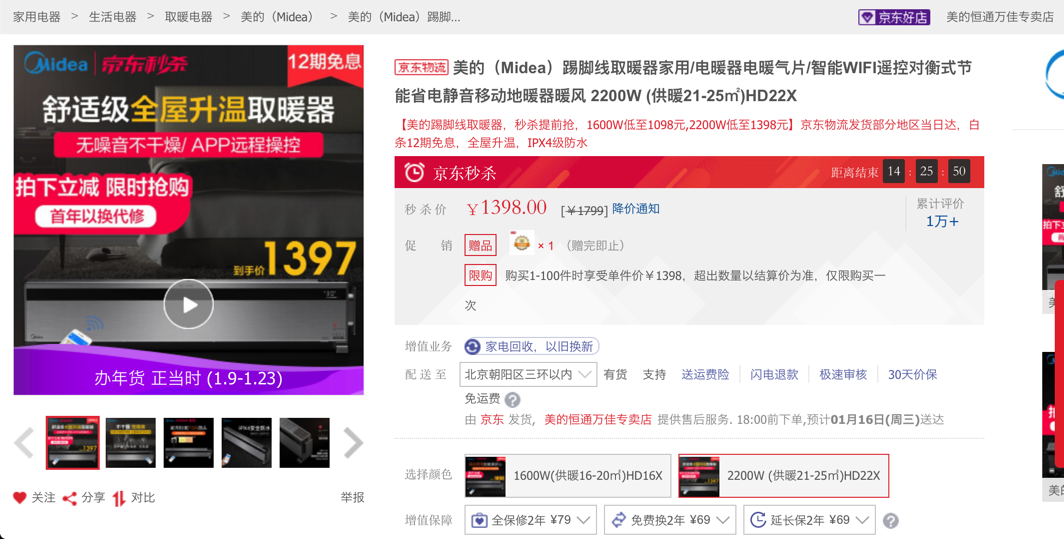 家用电器 > 生活电器 > 取暖电器 > 美的（Midea） > 美的（Midea）踢脚...
京东好店 美的恒通万佳专卖店
Midea 京东秒杀 12期免息
舒适级全屋升温取暖器
无噪音不干燥/ APP远程操控
拍下立减 限时抢购
首年以换代修
到手价1397
Midea
办年货 正当时 (1.9-1.23)
关注 分享 对比 举报
京东物流 美的（Midea）踢脚线取暖器家用/电暖器电暖气片/智能WIFI遥控对衡式节
能省电静音移动地暖器暖风 2200W (供暖21-25㎡)HD22X
【美的踢脚线取暖器，秒杀提前抢，1600W低至1098元,2200W低至1398元】京东物流发货部分地区当日达，白
条12期免息，全屋升温，IPX4级防水
京东秒杀 距离结束 14 : 25 : 50
秒杀价 ￥1398.00 [￥1799] 降价通知 累计评价
1万+
促 销 赠品 × 1 （赠完即止）
限购 购买1-100件时享受单件价￥1398，超出数量以结算价为准，仅限购买一
次
增值业务 家电回收，以旧换新
配送至 北京朝阳区三环以内 有货 支持 送运费险 闪电退款 极速审核 30天价保
免运费 ?
由 京东 发货，美的恒通万佳专卖店 提供售后服务. 18:00前下单,预计01月16日(周三)送达
选择颜色 1600W(供暖16-20㎡)HD16X 2200W (供暖21-25㎡)HD22X
增值保障 全保修2年 ¥79 免费换2年 ¥69 延长保2年 ¥69 ?